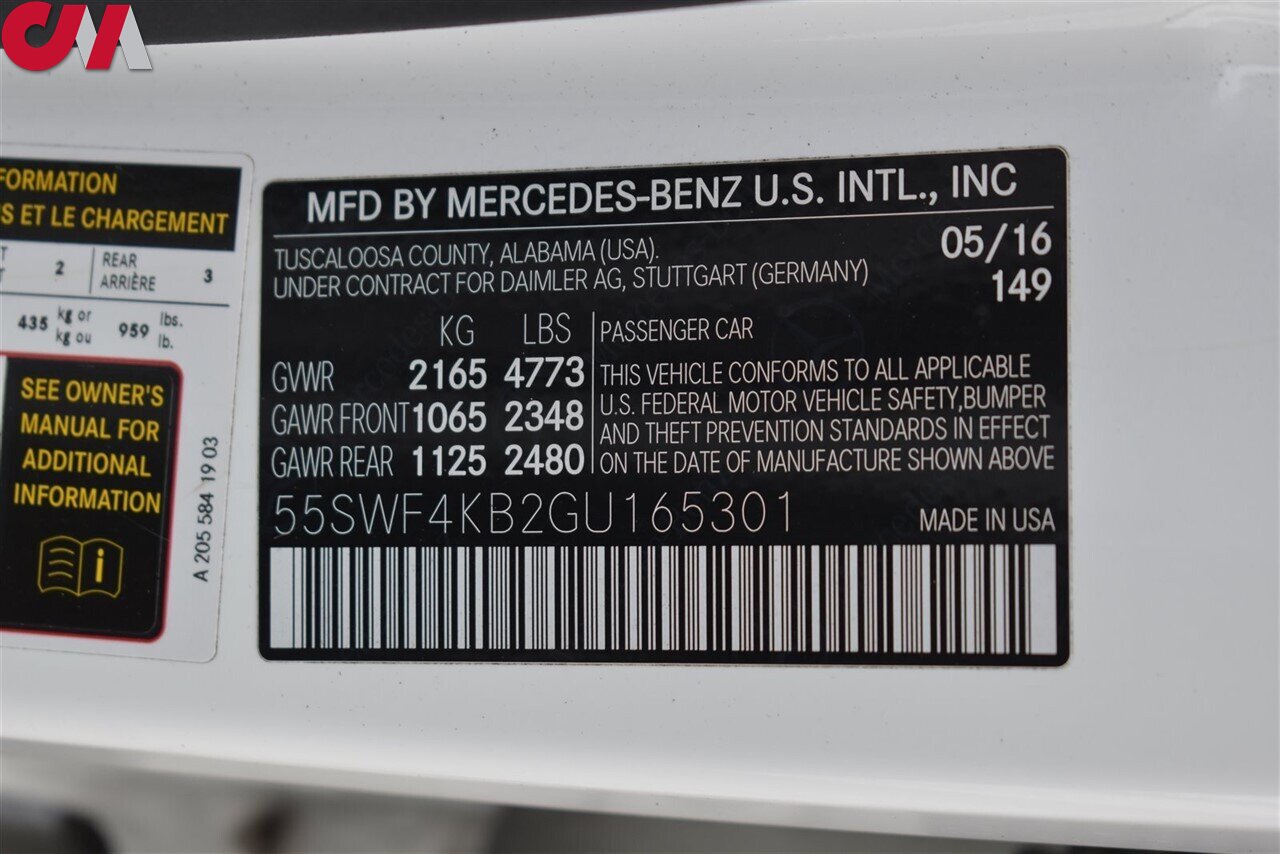 CMA
FORMATION
S ET LE CHARGEMENT
T 2 REAR 3
T ARRIÈRE
435 kg or 959 lbs.
kg ou lb.
SEE OWNER'S
MANUAL FOR
ADDITIONAL
INFORMATION
i
A 205 584 19 03
MFD BY MERCEDES-BENZ U.S. INTL., INC
TUSCALOOSA COUNTY, ALABAMA (USA). 05/16
UNDER CONTRACT FOR DAIMLER AG, STUTTGART (GERMANY) 149
KG LBS PASSENGER CAR
GVWR 2165 4773 THIS VEHICLE CONFORMS TO ALL APPLICABLE
U.S. FEDERAL MOTOR VEHICLE SAFETY,BUMPER
GAWR FRONT 1065 2348 AND THEFT PREVENTION STANDARDS IN EFFECT
GAWR REAR 1125 2480 ON THE DATE OF MANUFACTURE SHOWN ABOVE
55SWF4KB2GU165301 MADE IN USA